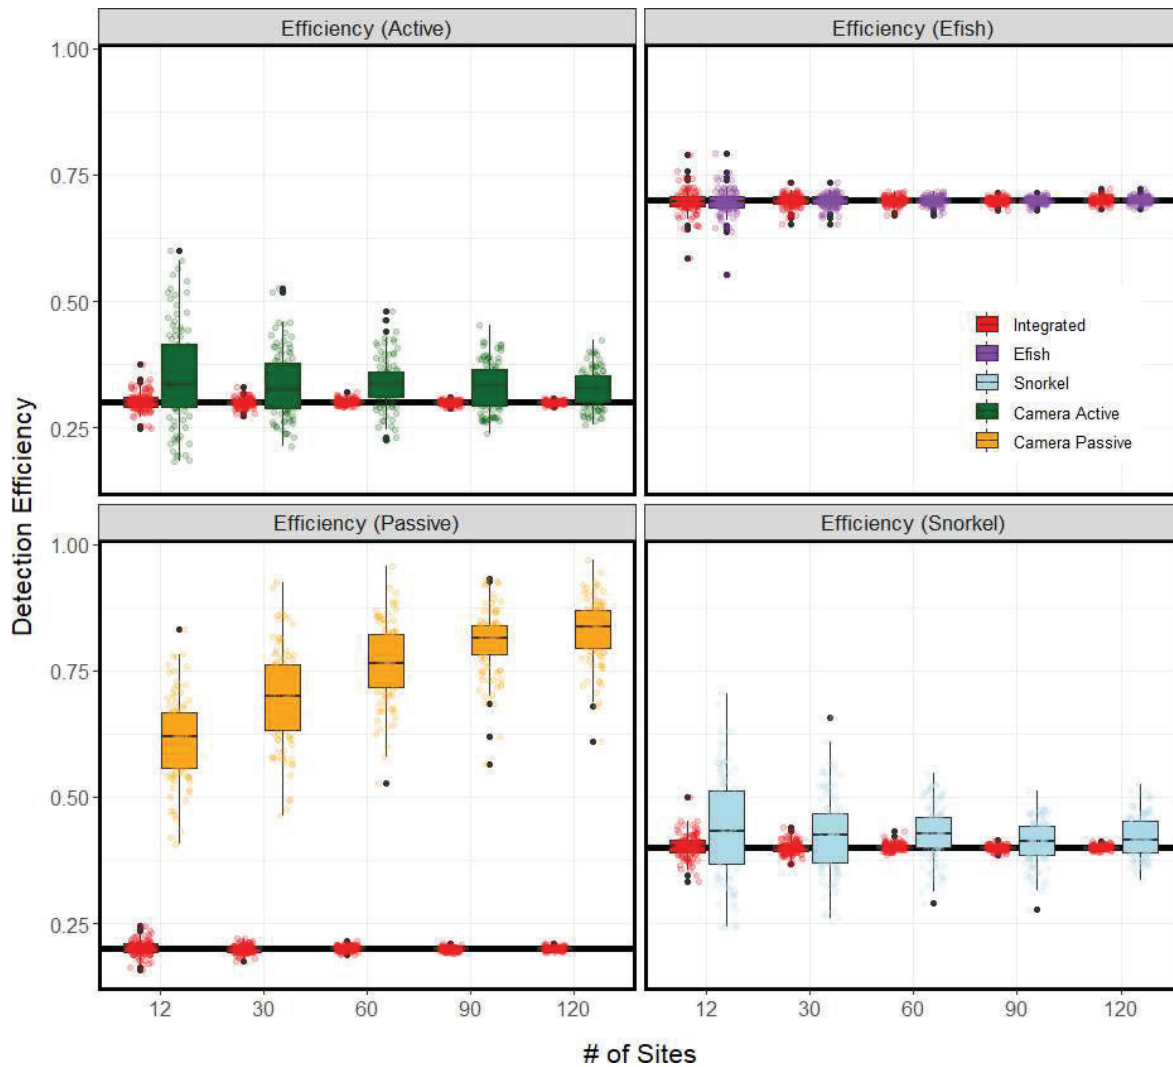 Efficiency (Active)
Efficiency (Efish)
1.00
0.75
0.50
0.25
Integrated
Efish
Snorkel
Camera Active
Camera Passive
Detection Efficiency
Efficiency (Passive)
Efficiency (Snorkel)
1.00
0.75
0.50
0.25
12 30 60 90 120
12 30 60 90 120
# of Sites